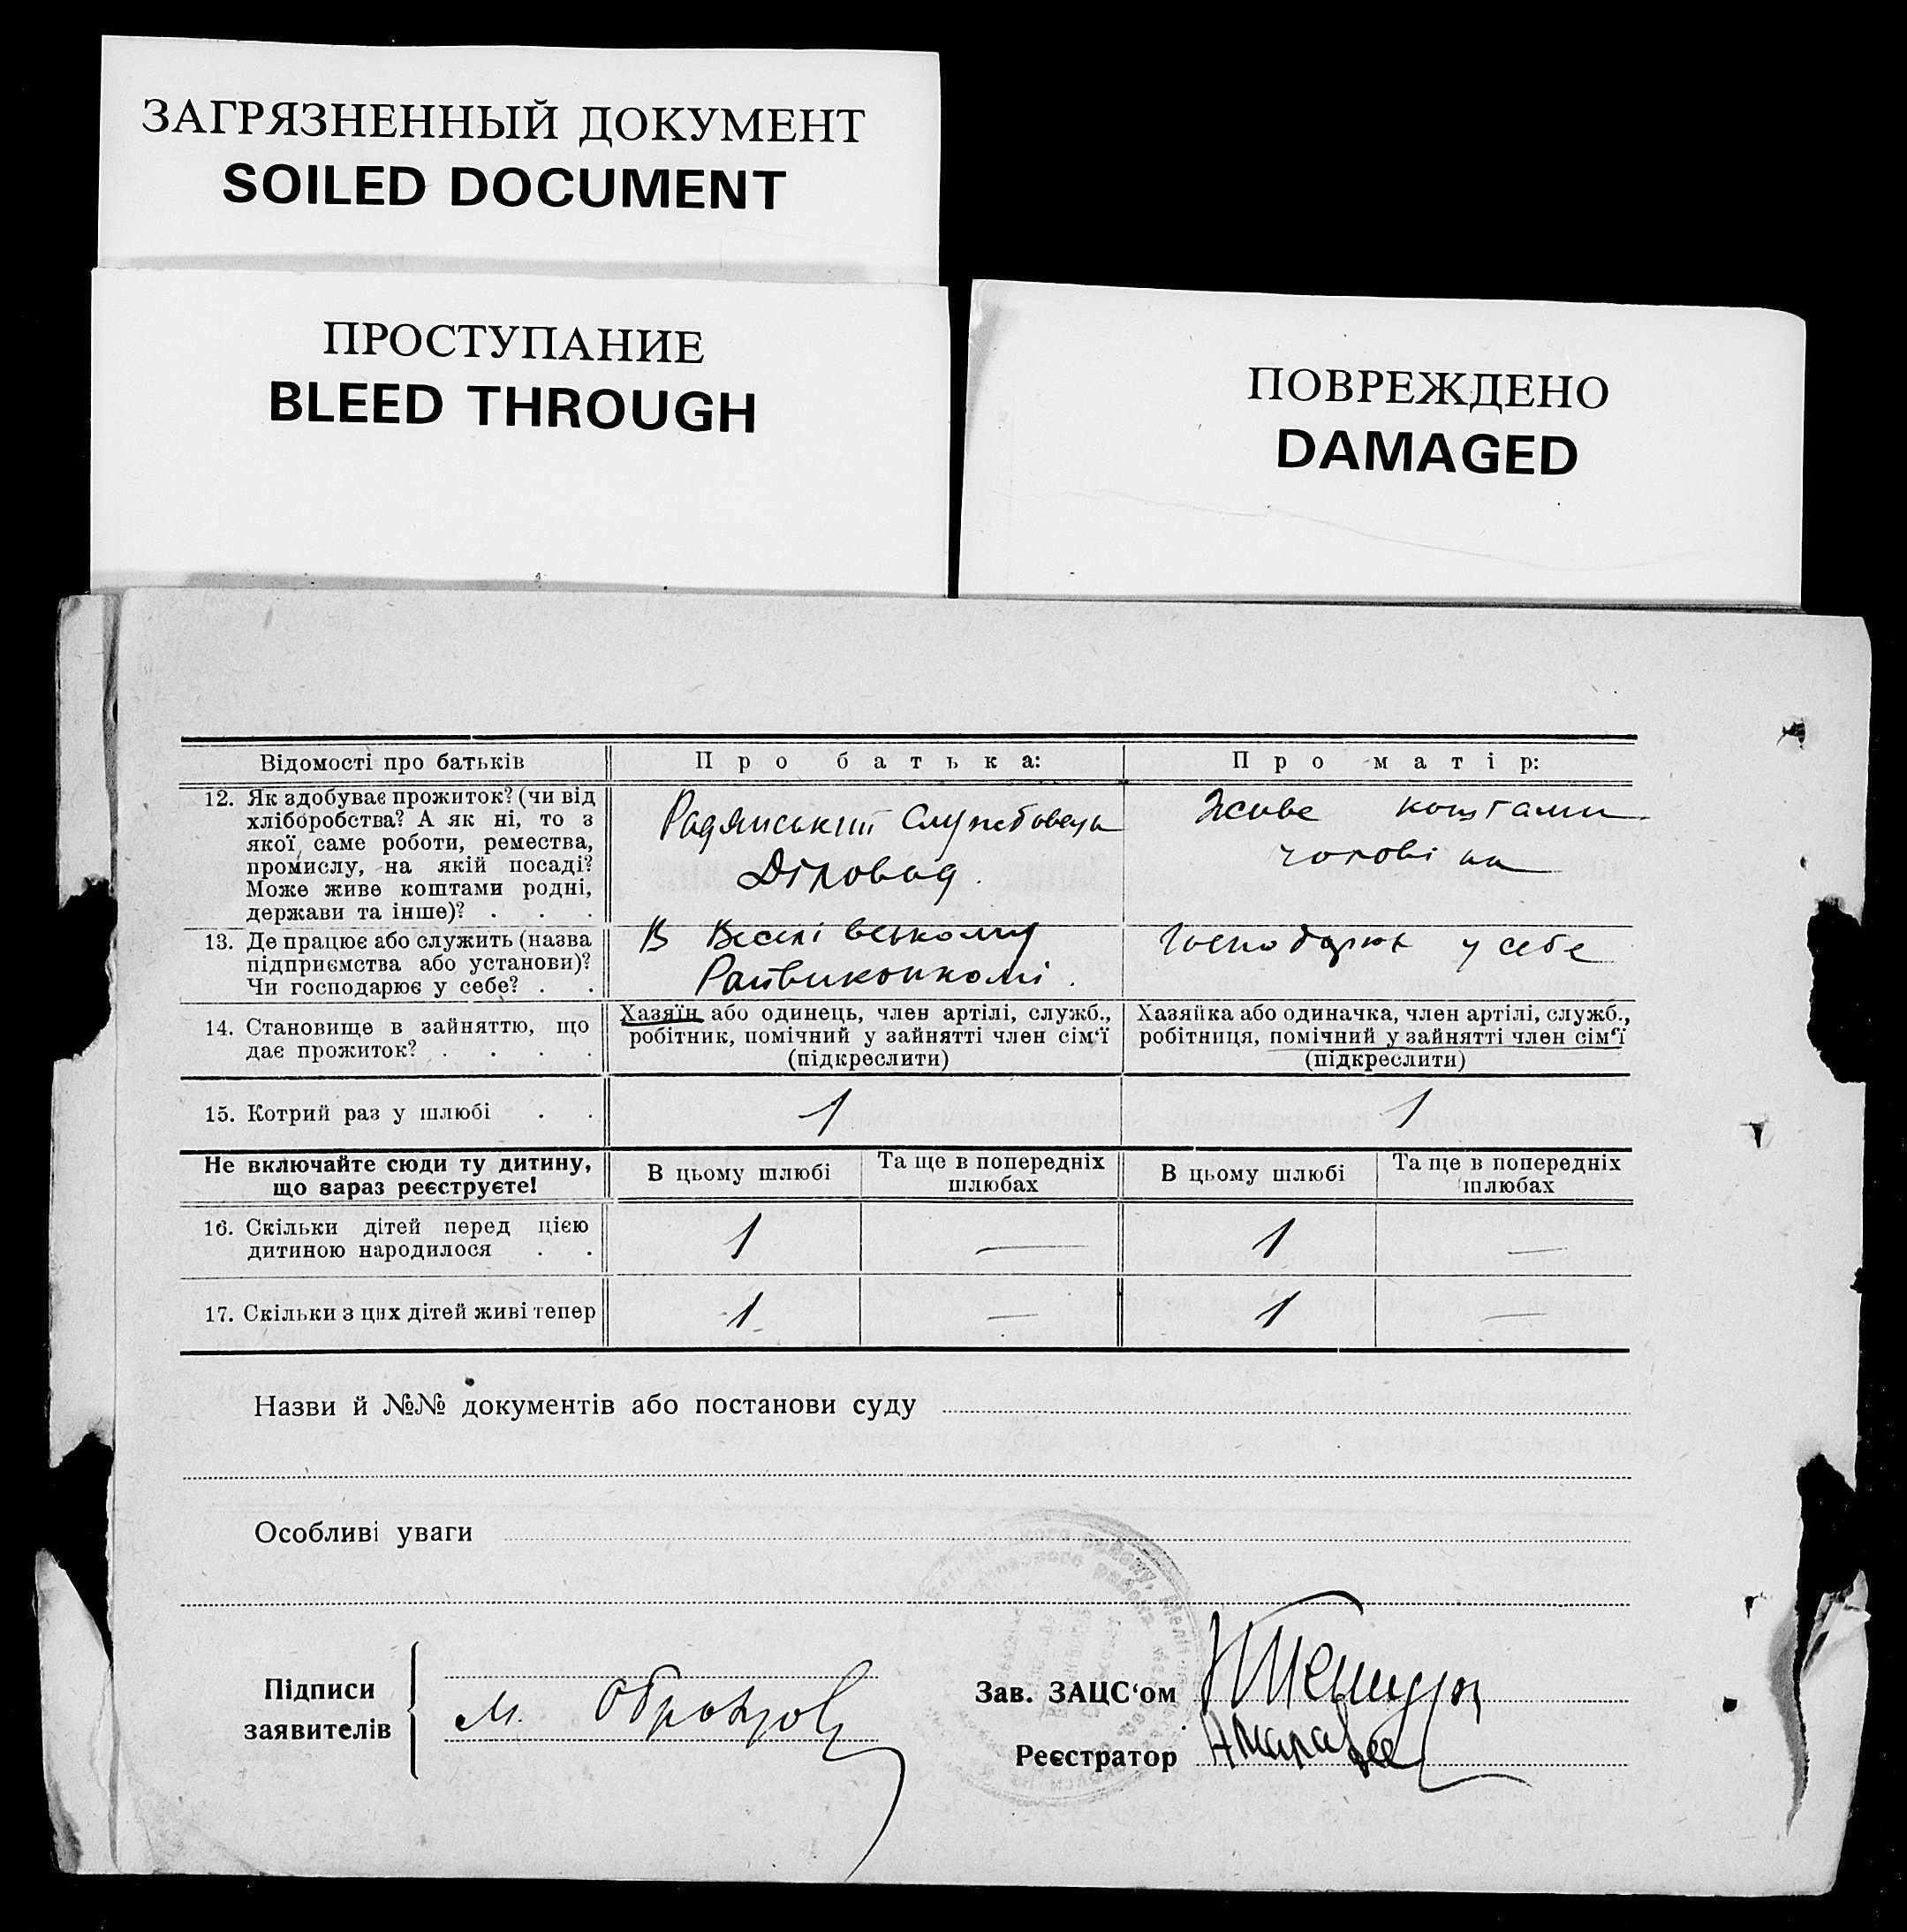 ЗАГРЯЗНЕННЫЙ ДОКУМЕНТ
SOILED DOCUMENT
ПРОСТУПАНИЕ
BLEED THROUGH
ПОВРЕЖДЕНО
DAMAGED
Відомості про батьків
Про батька:
Про матір:
12. Як здобуває прожиток? (чи від
хліборобства? А як ні, то з
якої саме роботи, ремества,
промислу, на якій посаді?
Може живе коштами родні,
держави та інше)? . . .
Радянський службовець
Діловод.
Живе коштами
чоловіка
13. Де працює або служить (назва
підприємства або установи)?
Чи господарює у себе? . .
В Веселівському
Райвиконкомі.
Господарює у себе
14. Становище в зайняттю, що
дає прожиток? . . . .
Хазяїн або одинець, член артілі, служб.,
робітник, помічний у зайнятті член сім'ї
(підкреслити)
Хазяйка або одиначка, член артілі, служб.,
робітниця, помічний у зайнятті член сім'ї
(підкреслити)
15. Котрий раз у шлюбі . .
1
1
Не включайте сюди ту дитину,
що зараз реєструєте!
В цьому шлюбі
Та ще в попередніх
шлюбах
В цьому шлюбі
Та ще в попередніх
шлюбах
16. Скільки дітей перед цією
дитиною народилося . .
1
—
1
—
17. Скільки з цих дітей живі тепер
1
—
1
—
Назви й №№ документів або постанови суду
Особливі уваги
Підписи
заявителів
М. Образцов
Зав. ЗАЦС'ом
Реєстратор